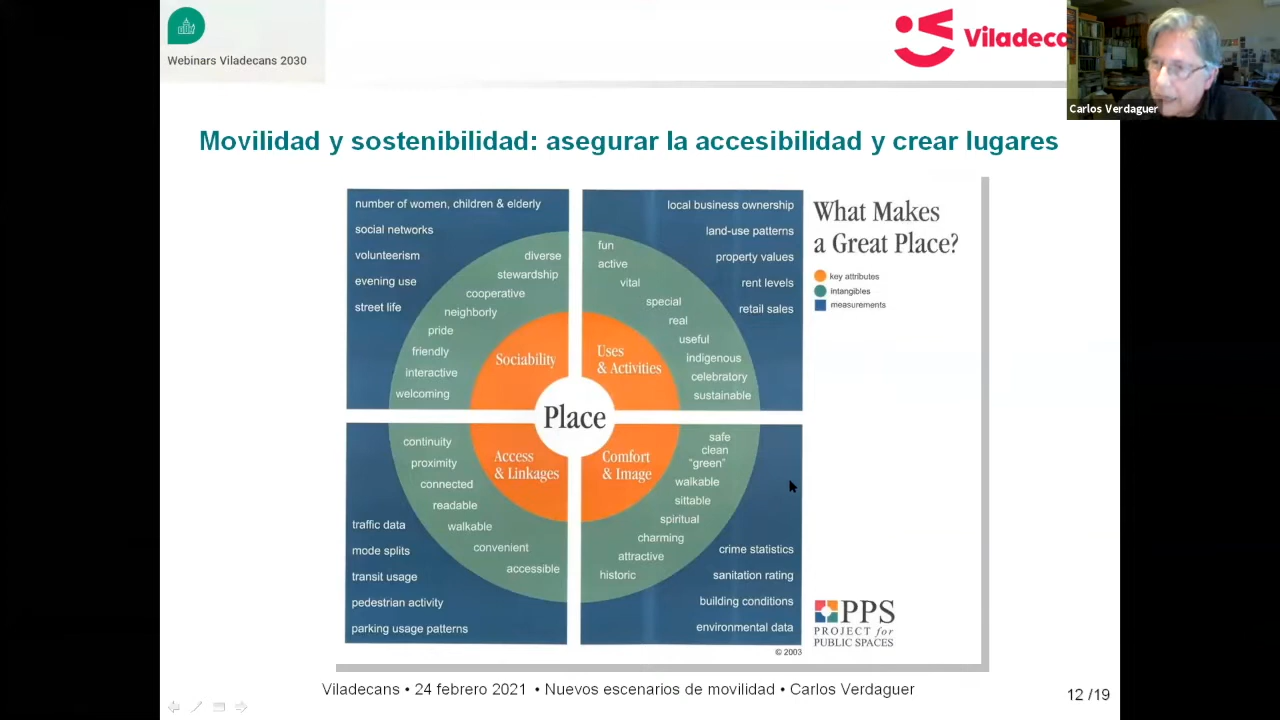 Webinars Viladecans 2030
Viladeca
Carlos Verdaguer
Movilidad y sostenibilidad: asegurar la accesibilidad y crear lugares
number of women, children & elderly
social networks
volunteerism
evening use
street life
diverse
stewardship
cooperative
neighborly
pride
friendly
interactive
welcoming
Sociability
local business ownership
land-use patterns
property values
rent levels
retail sales
fun
active
vital
special
real
useful
indigenous
celebratory
sustainable
Uses
& Activities
Place
continuity
proximity
connected
readable
walkable
convenient
accessible
Access
& Linkages
traffic data
mode splits
transit usage
pedestrian activity
parking usage patterns
Comfort
& Image
safe
clean
"green"
walkable
sittable
spiritual
charming
attractive
historic
crime statistics
sanitation rating
building conditions
environmental data
What Makes
a Great Place?
key attributes
intangibles
measurements
PPS
PROJECT for
PUBLIC SPACES
© 2003
Viladecans • 24 febrero 2021 • Nuevos escenarios de movilidad • Carlos Verdaguer
12 /19